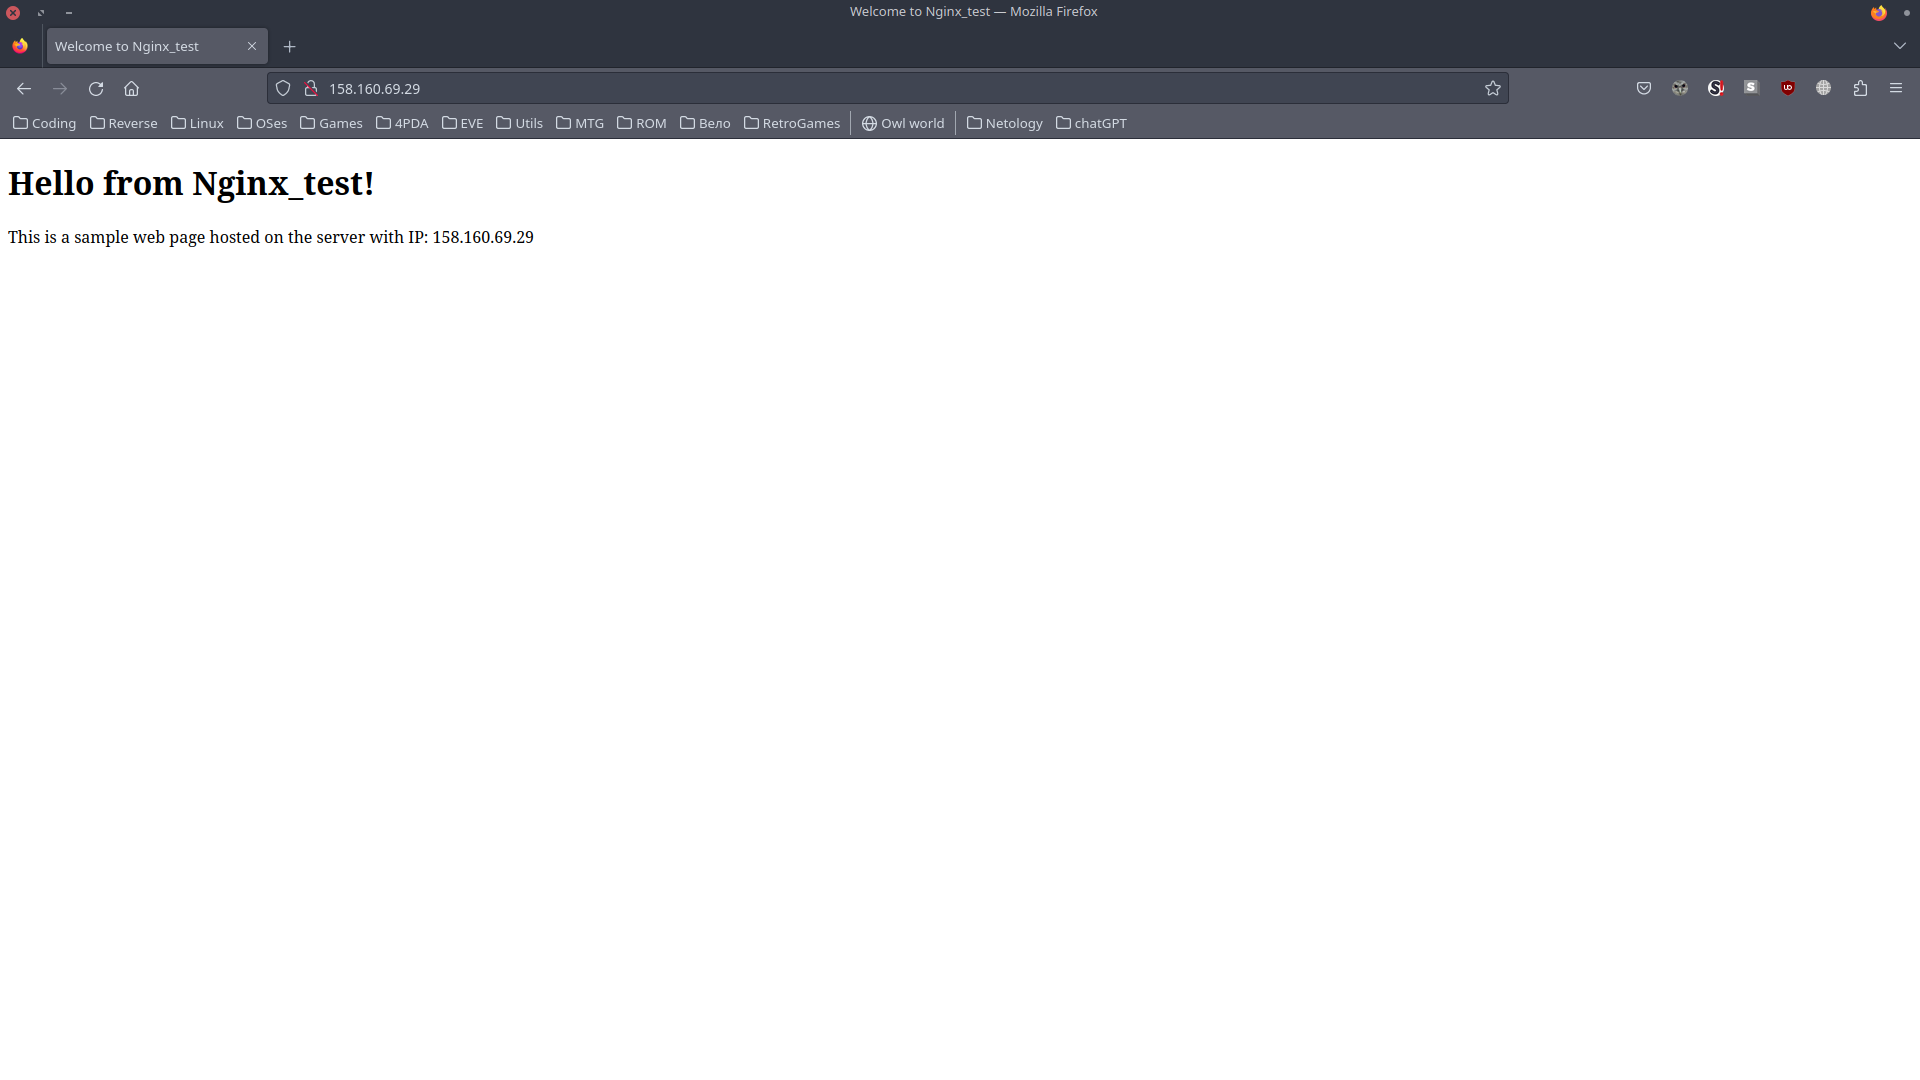 Welcome to Nginx_test — Mozilla Firefox
Welcome to Nginx_test
158.160.69.29
Coding Reverse Linux OSes Games 4PDA EVE Utils MTG ROM Вело RetroGames Owl world Netology chatGPT
Hello from Nginx_test!
This is a sample web page hosted on the server with IP: 158.160.69.29